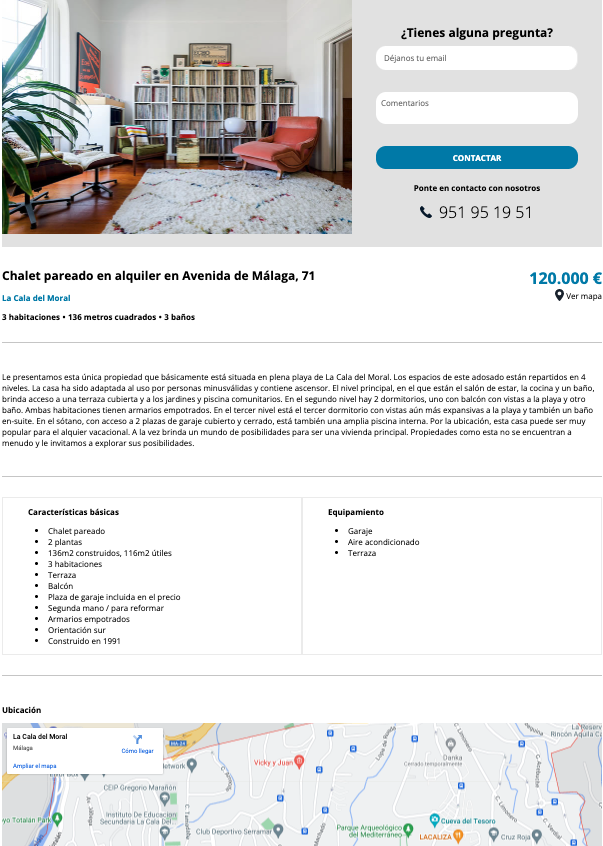 ¿Tienes alguna pregunta?
Déjanos tu email
Comentarios
CONTACTAR
Ponte en contacto con nosotros
951 95 19 51
Chalet pareado en alquiler en Avenida de Málaga, 71
120.000 €
La Cala del Moral
Ver mapa
3 habitaciones • 136 metros cuadrados • 3 baños
Le presentamos esta única propiedad que básicamente está situada en plena playa de La Cala del Moral. Los espacios de este adosado están repartidos en 4
niveles. La casa ha sido adaptada al uso por personas minusválidas y contiene ascensor. El nivel principal, en el que están el salón de estar, la cocina y un baño,
brinda acceso a una terraza cubierta y a los jardines y piscina comunitarios. En el segundo nivel hay 2 dormitorios, uno con balcón con vistas a la playa y otro
baño. Ambas habitaciones tienen armarios empotrados. En el tercer nivel está el tercer dormitorio con vistas aún más expansivas a la playa y también un baño
en-suite. En el sótano, con acceso a 2 plazas de garaje cubierto y cerrado, está también una amplia piscina interna. Por la ubicación, esta casa puede ser muy
popular para el alquier vacacional. A la vez brinda un mundo de posibilidades para ser una vivienda principal. Propiedades como esta no se encuentran a
menudo y le invitamos a explorar sus posibilidades.
Características básicas
• Chalet pareado
• 2 plantas
• 136m2 construidos, 116m2 útiles
• 3 habitaciones
• Terraza
• Balcón
• Plaza de garaje incluida en el precio
• Segunda mano / para reformar
• Armarios empotrados
• Orientación sur
• Construido en 1991
Equipamiento
• Garaje
• Aire acondicionado
• Terraza
Ubicación
La Cala del Moral
Málaga
Cómo llegar
Ampliar el mapa
MA-24
La Reserv
Rincón Aquila Ca
Vicky y Juan
Danka
Cerrado temporalmente
CEIP Gregorio Marañón
Instituto De Educación
Secundaria La Cala Del
Club Deportivo Serramar
Parque Arqueológico
del Mediterráneo
Cueva del Tesoro
LACALIZA
Cruz Roja
yo Totalán Park